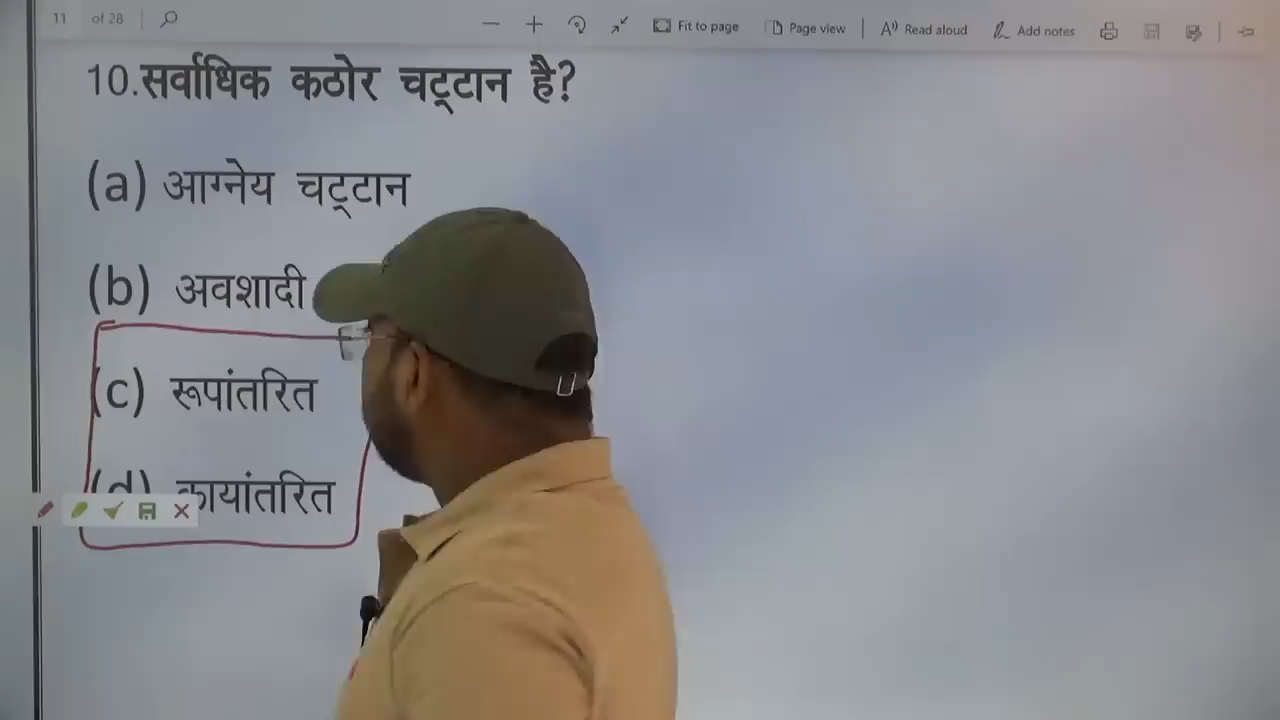 11 of 28 Fit to page Page view Read aloud Add notes
10.सर्वाधिक कठोर चट्टान है?
(a) आग्नेय चट्टान
(b) अवशादी
(c) रूपांतरित
(d) कायांतरित